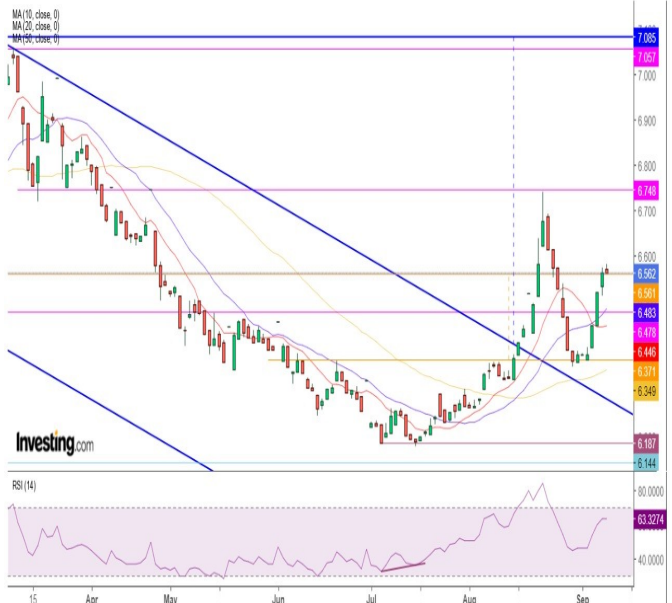 MA (10, close, 0)
MA (20, close, 0)
MA (50, close, 0)
7.085
7.057
7.000
6.900
6.800
6.748
6.700
6.600
6.562
6.561
6.483
6.478
6.446
6.371
6.349
6.187
6.144
Investing.com
RSI (14)
80.0000
63.3274
40.0000
15
Apr
May
Jun
Jul
Aug
Sep